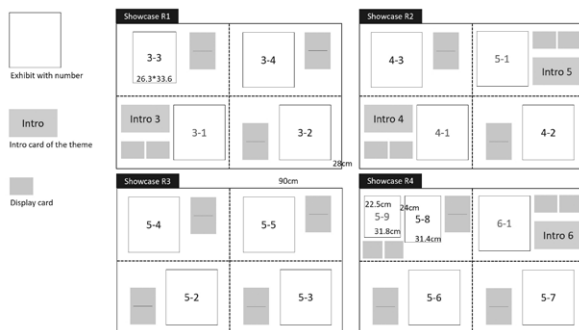 Exhibit with number
Intro
Intro card of the theme
Display card
Showcase R1
3-3
26.3*33.6
3-4
Intro 3
3-1
3-2
28cm
Showcase R2
4-3
5-1
Intro 5
Intro 4
4-1
4-2
Showcase R3
90cm
5-4
5-5
5-2
5-3
Showcase R4
22.5cm
24cm
5-9
5-8
31.8cm
31.4cm
6-1
Intro 6
5-6
5-7